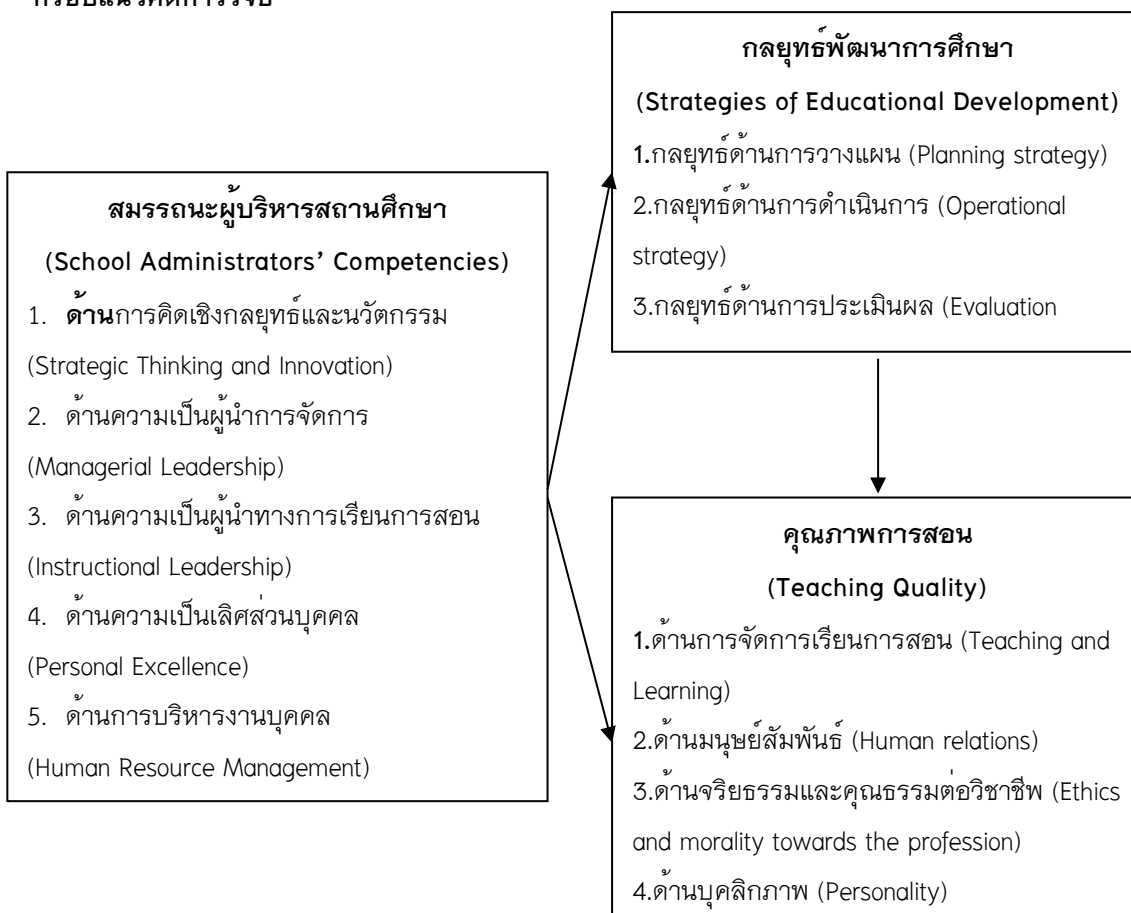 สมรรถนะผู้บริหารสถานศึกษา
(School Administrators’ Competencies)
1. ด้านการคิดเชิงกลยุทธ์และนวัตกรรม
(Strategic Thinking and Innovation)
2. ด้านความเป็นผู้นำการจัดการ
(Managerial Leadership)
3. ด้านความเป็นผู้นำทางการเรียนการสอน
(Instructional Leadership)
4. ด้านความเป็นเลิศส่วนบุคคล
(Personal Excellence)
5. ด้านการบริหารงานบุคคล
(Human Resource Management)
กลยุทธ์พัฒนาการศึกษา
(Strategies of Educational Development)
1.กลยุทธ์ด้านการวางแผน (Planning strategy)
2.กลยุทธ์ด้านการดำเนินการ (Operational
strategy)
3.กลยุทธ์ด้านการประเมินผล (Evaluation
คุณภาพการสอน
(Teaching Quality)
1.ด้านการจัดการเรียนการสอน (Teaching and
Learning)
2.ด้านมนุษย์สัมพันธ์ (Human relations)
3.ด้านจริยธรรมและคุณธรรมต่อวิชาชีพ (Ethics
and morality towards the profession)
4.ด้านบุคลิกภาพ (Personality)